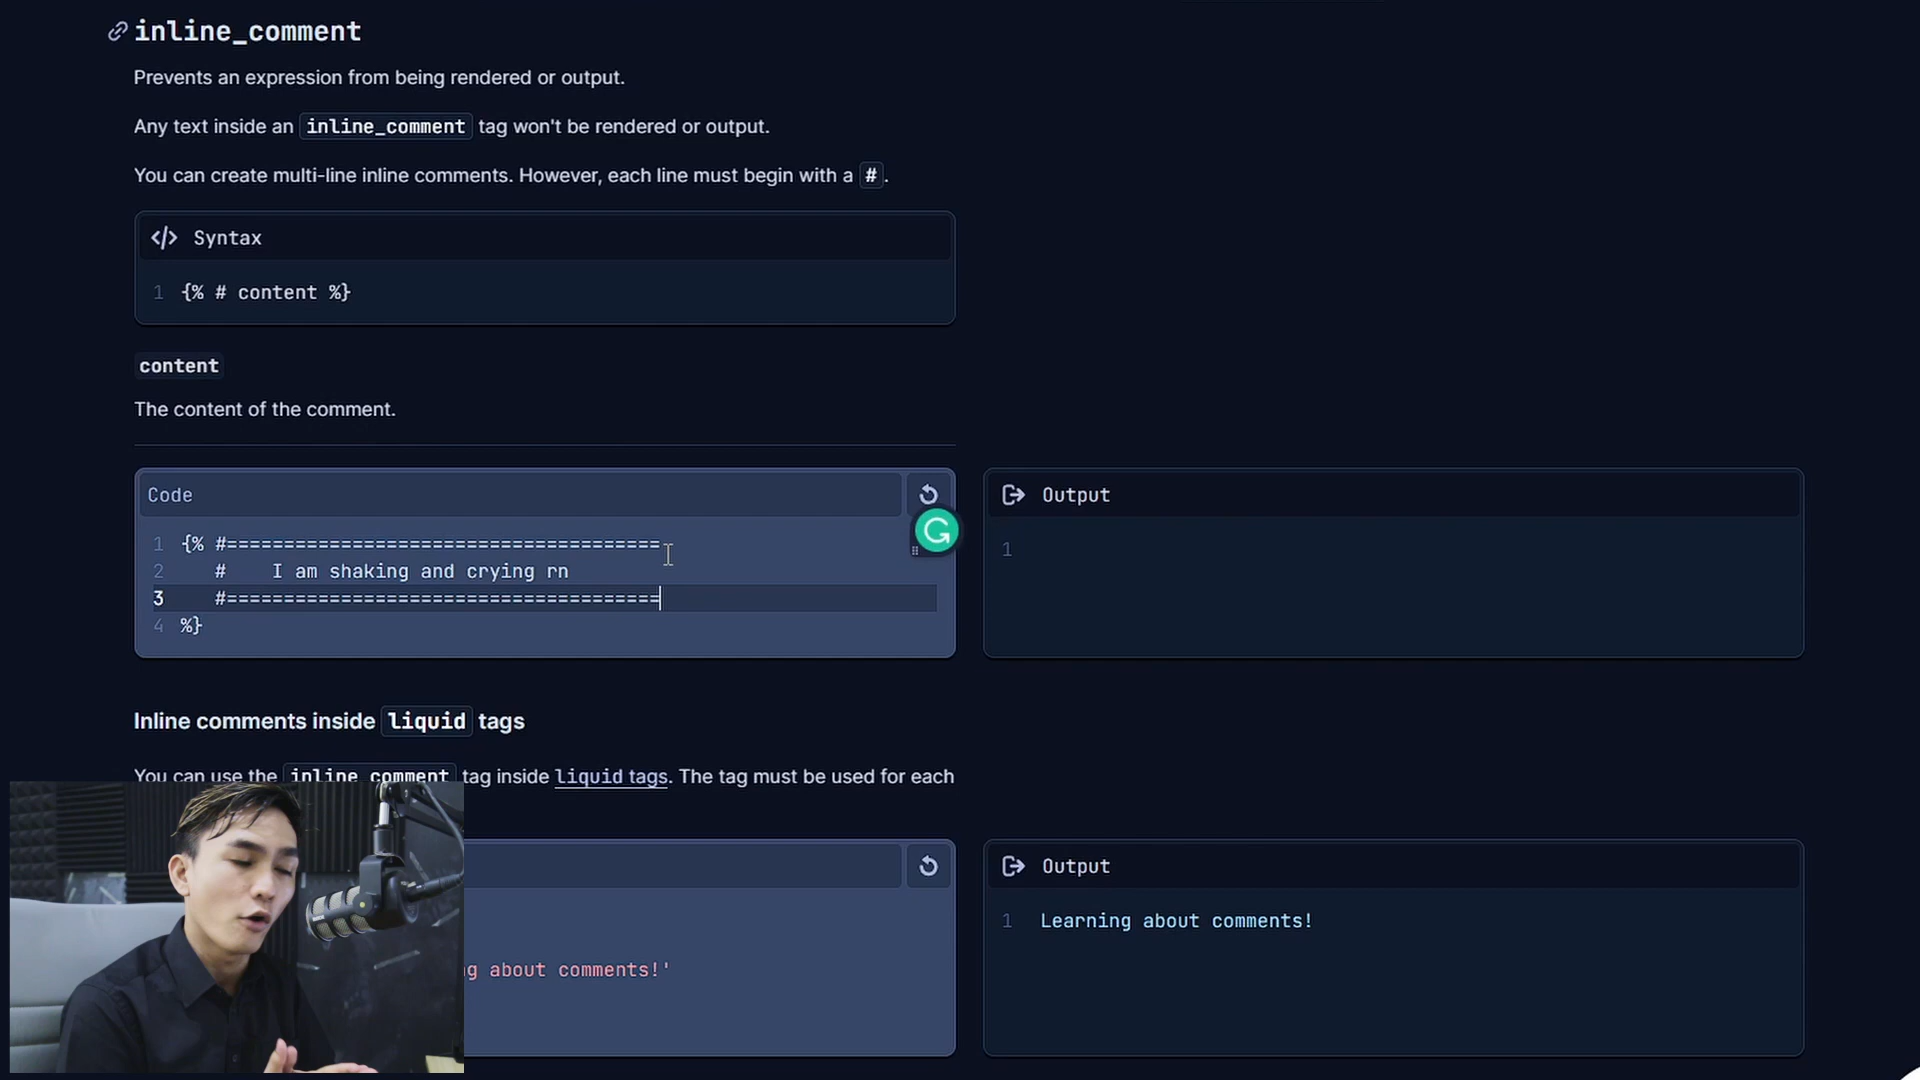 inline_comment
Prevents an expression from being rendered or output.
Any text inside an inline_comment tag won't be rendered or output.
You can create multi-line inline comments. However, each line must begin with a #.
</> Syntax
1 {% # content %}
content
The content of the comment.
Code
1 {% #======================================
2 # I am shaking and crying rn
3 #======================================
4 %}
Output
1
Inline comments inside liquid tags
You can use the inline_comment tag inside liquid tags. The tag must be used for each
Output
1 Learning about comments!
g about comments!'